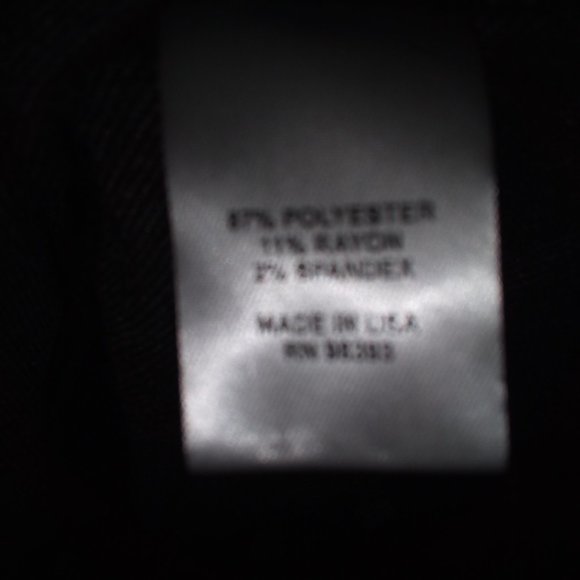 87% POLYESTER
11% RAYON
2% SPANDEX
MADE IN USA
RN